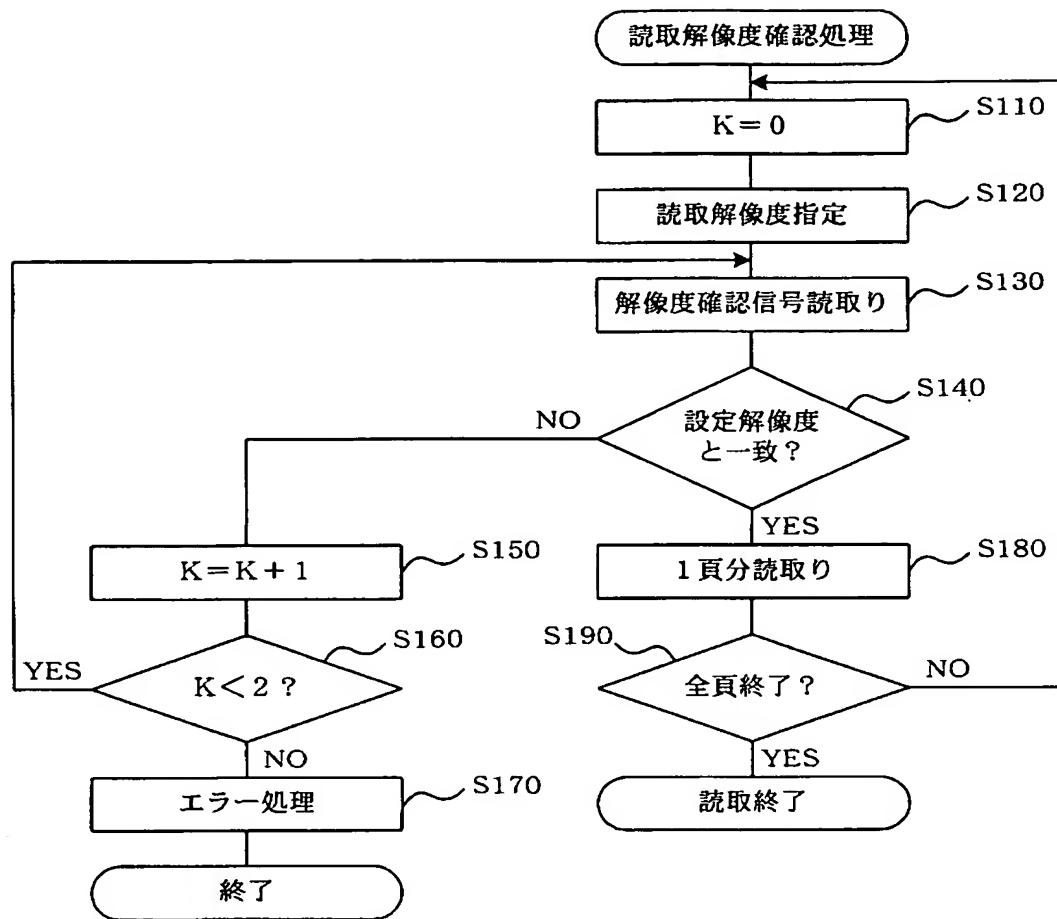 読取解像度確認処理
S110
K=0
S120
読取解像度指定
S130
解像度確認信号読取り
S140
設定解像度
と一致?
NO
YES
S150
K=K+1
S180
1頁分読取り
S160
K<2?
YES
NO
S190
全頁終了?
NO
YES
S170
エラー処理
読取終了
終了